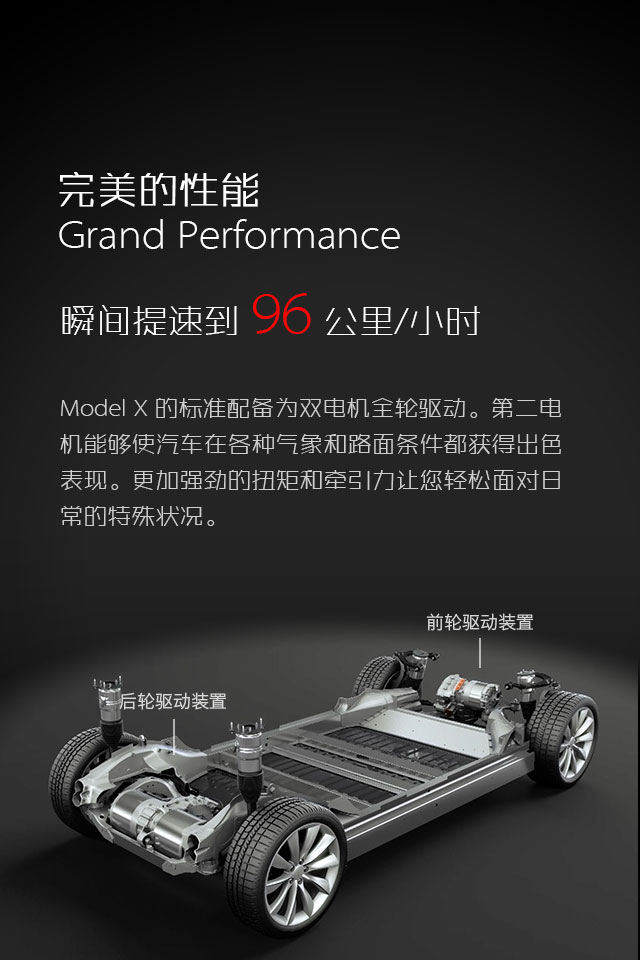 完美的性能
Grand Performance
瞬间提速到 96 公里/小时
Model X 的标准配备为双电机全轮驱动。第二电
机能够使汽车在各种气象和路面条件都获得出色
表现。更加强劲的扭矩和牵引力让您轻松面对日
常的特殊状况。
前轮驱动装置
后轮驱动装置